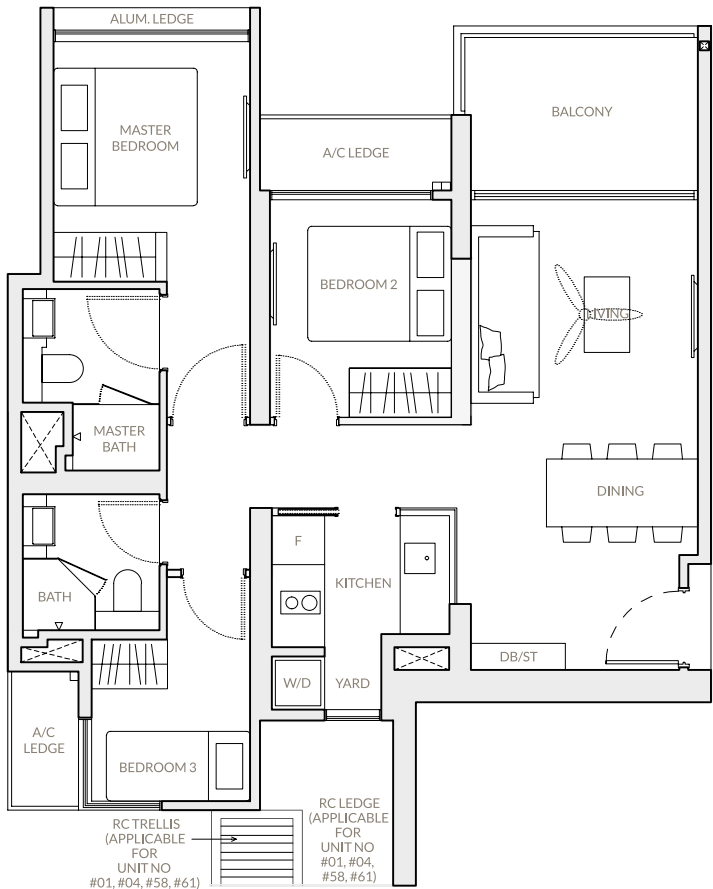 ALUM. LEDGE
MASTER
BEDROOM
BALCONY
A/C LEDGE
BEDROOM 2
LIVING
MASTER
BATH
DINING
F
KITCHEN
BATH
DB/ST
W/D
YARD
A/C
LEDGE
BEDROOM 3
RC TRELLIS
(APPLICABLE
FOR
UNIT NO
#01, #04, #58, #61)
RC LEDGE
(APPLICABLE
FOR
UNIT NO
#01, #04,
#58, #61)